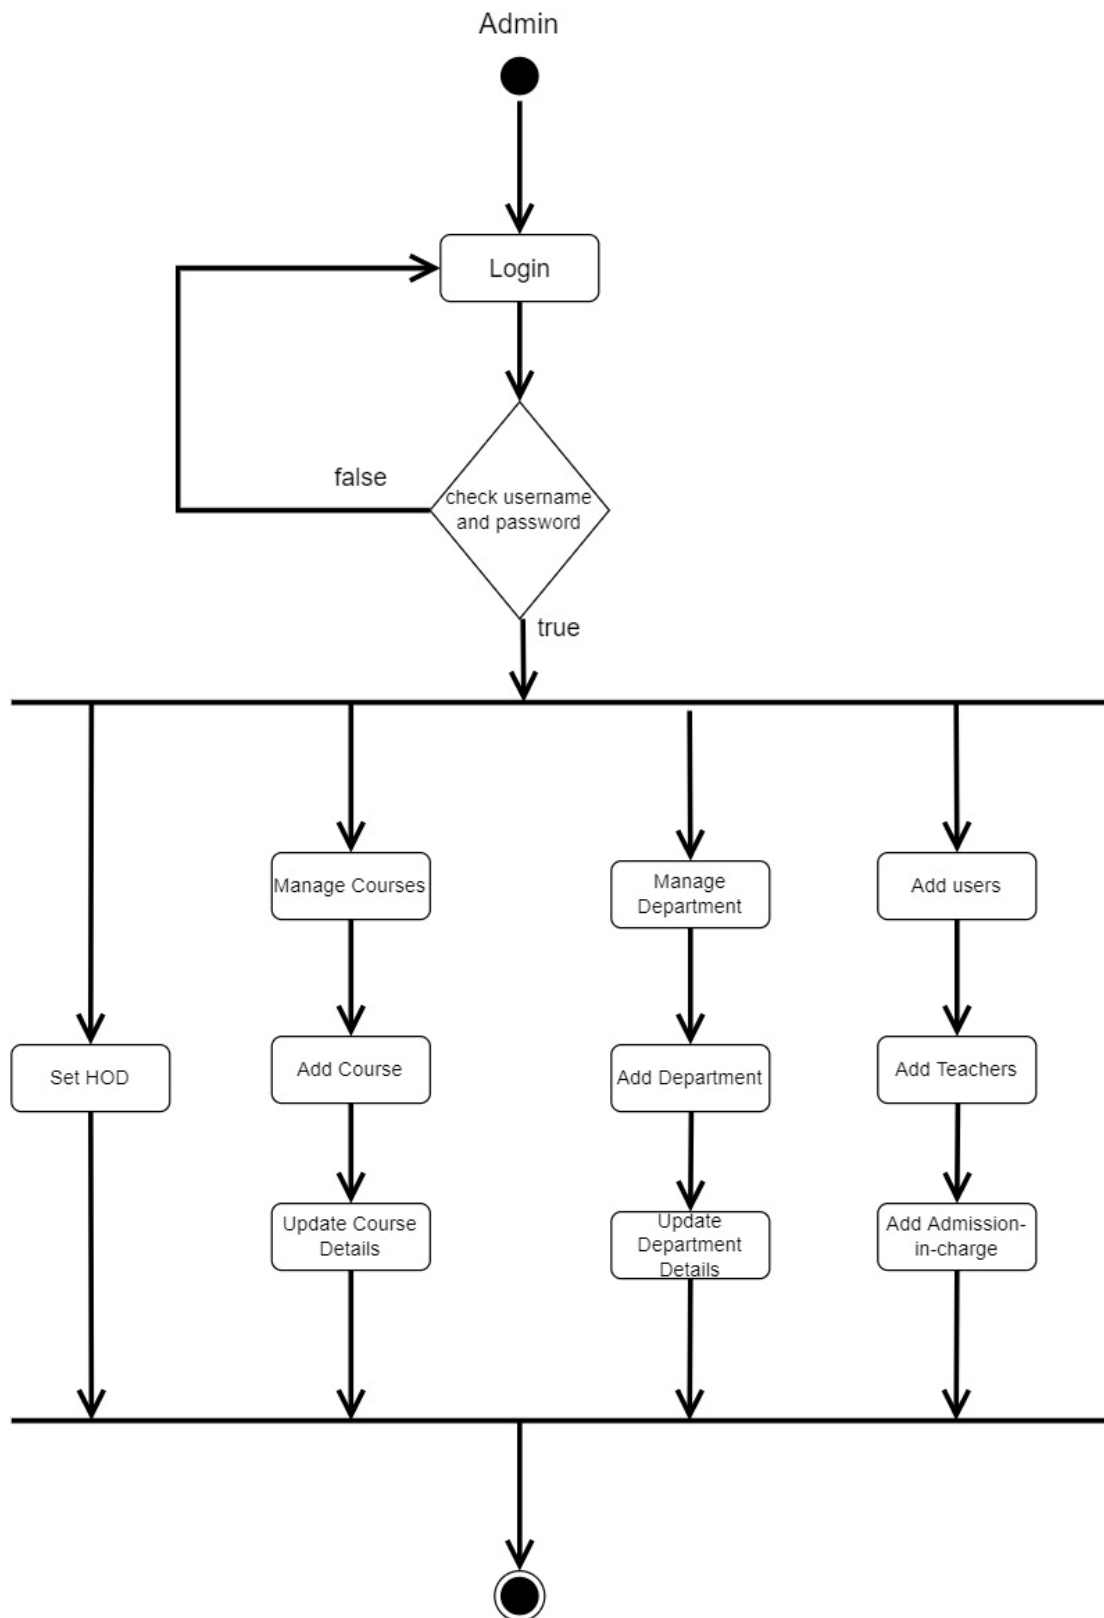 Admin
Login
false
check username
and password
true
Manage Courses
Manage
Department
Add users
Set HOD
Add Course
Add Department
Add Teachers
Update Course
Details
Update
Department
Details
Add Admission-
in-charge